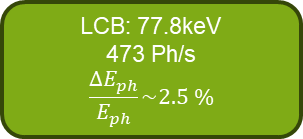 LCB: 77.8keV
473 Ph/s
ΔE_ph/E_ph ~2.5 %